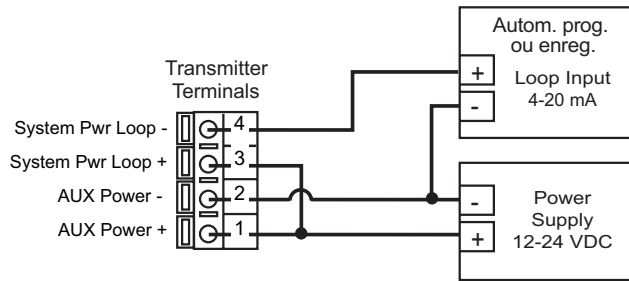 Autom. prog.
ou enreg.
+
Loop Input
4-20 mA
-
Transmitter
Terminals
System Pwr Loop -
4
System Pwr Loop +
3
AUX Power -
2
AUX Power +
1
-
Power
Supply
+
12-24 VDC